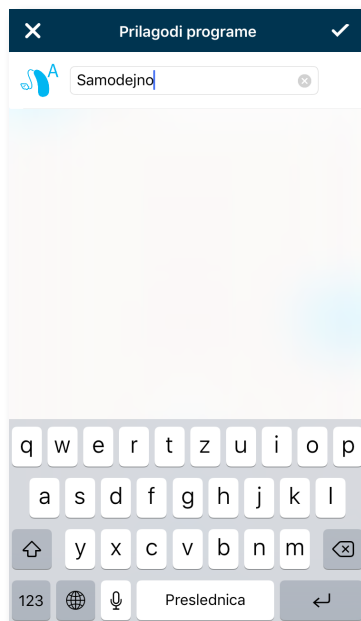 Prilagodi programe
A
Samodejno
q w e r t z u i o p
a s d f g h j k l
y x c v b n m
123 Preslednica